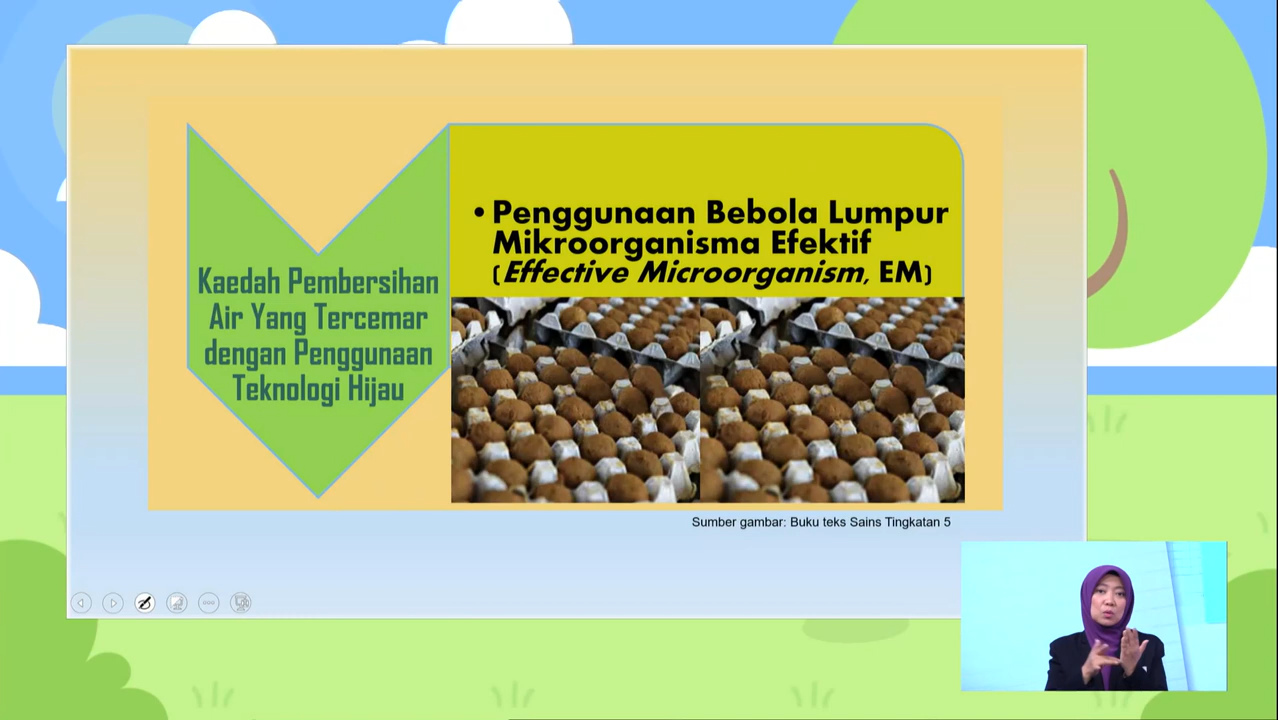 Kaedah Pembersihan
Air Yang Tercemar
dengan Penggunaan
Teknologi Hijau
• Penggunaan Bebola Lumpur
Mikroorganisma Efektif
(Effective Microorganism, EM)
Sumber gambar: Buku teks Sains Tingkatan 5